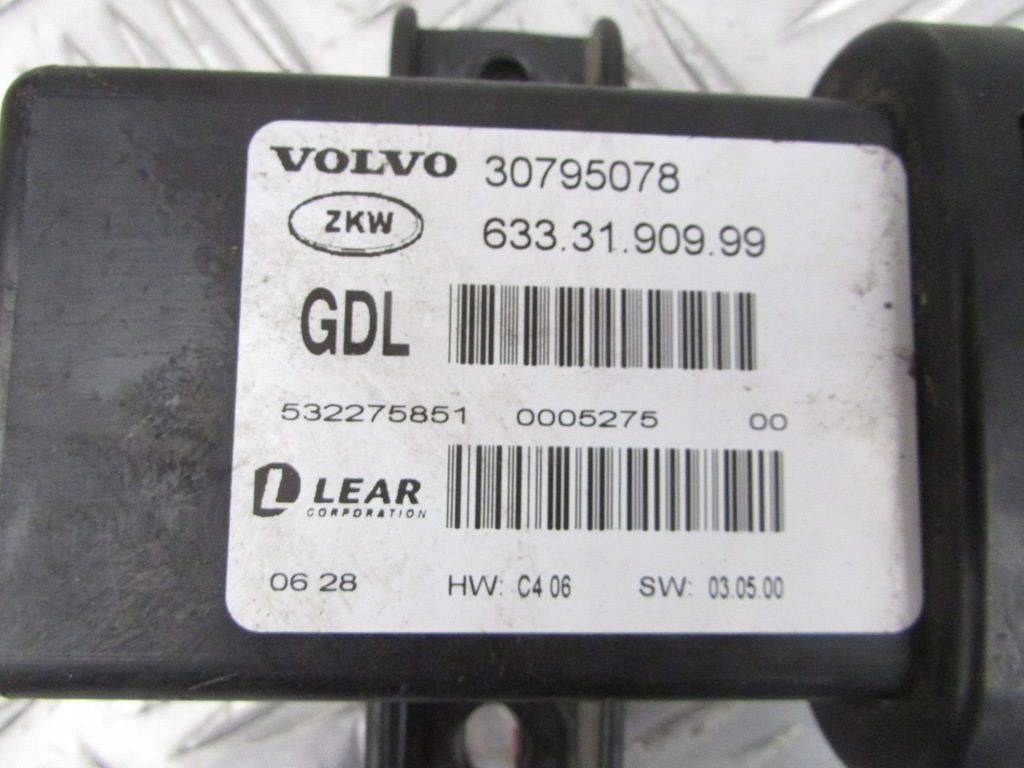 VOLVO 30795078
ZKW 633.31.909.99
GDL
532275851 0005275 00
L LEAR
CORPORATION
06 28 HW: C4 06 SW: 03.05.00